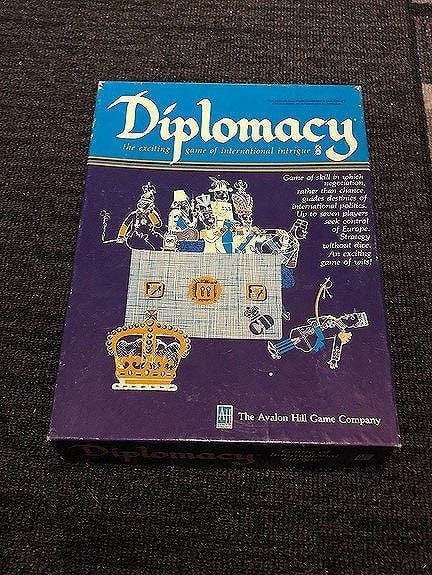 Diplomacy
the exciting game of international intrigue
Game of skill in which
negotiation,
rather than chance,
guides destinies of
international politics.
Up to seven players
seek control
of Europe.
Strategy
without dice.
An exciting
game of wits!
AH
The Avalon Hill Game Company
Diplomacy